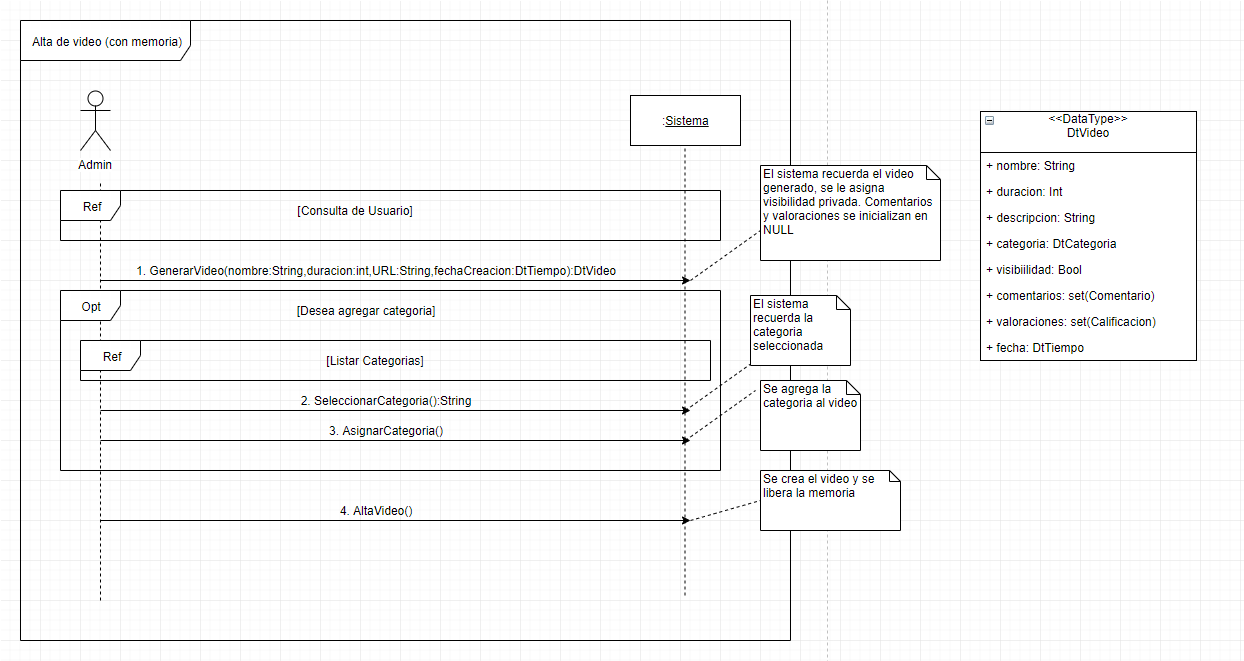 Alta de video (con memoria)
Admin
:Sistema
Ref
[Consulta de Usuario]
El sistema recuerda el video
generado, se le asigna
visibilidad privada. Comentarios
y valoraciones se inicializan en
NULL
1. GenerarVideo(nombre:String,duracion:int,URL:String,fechaCreacion:DtTiempo):DtVideo
Opt
[Desea agregar categoria]
El sistema
recuerda la
categoria
seleccionada
Ref
[Listar Categorias]
2. SeleccionarCategoria():String
Se agrega la
categoria al video
3. AsignarCategoria()
Se crea el video y se
libera la memoria
4. AltaVideo()
<<DataType>>
DtVideo
+ nombre: String
+ duracion: Int
+ descripcion: String
+ categoria: DtCategoria
+ visibiilidad: Bool
+ comentarios: set(Comentario)
+ valoraciones: set(Calificacion)
+ fecha: DtTiempo